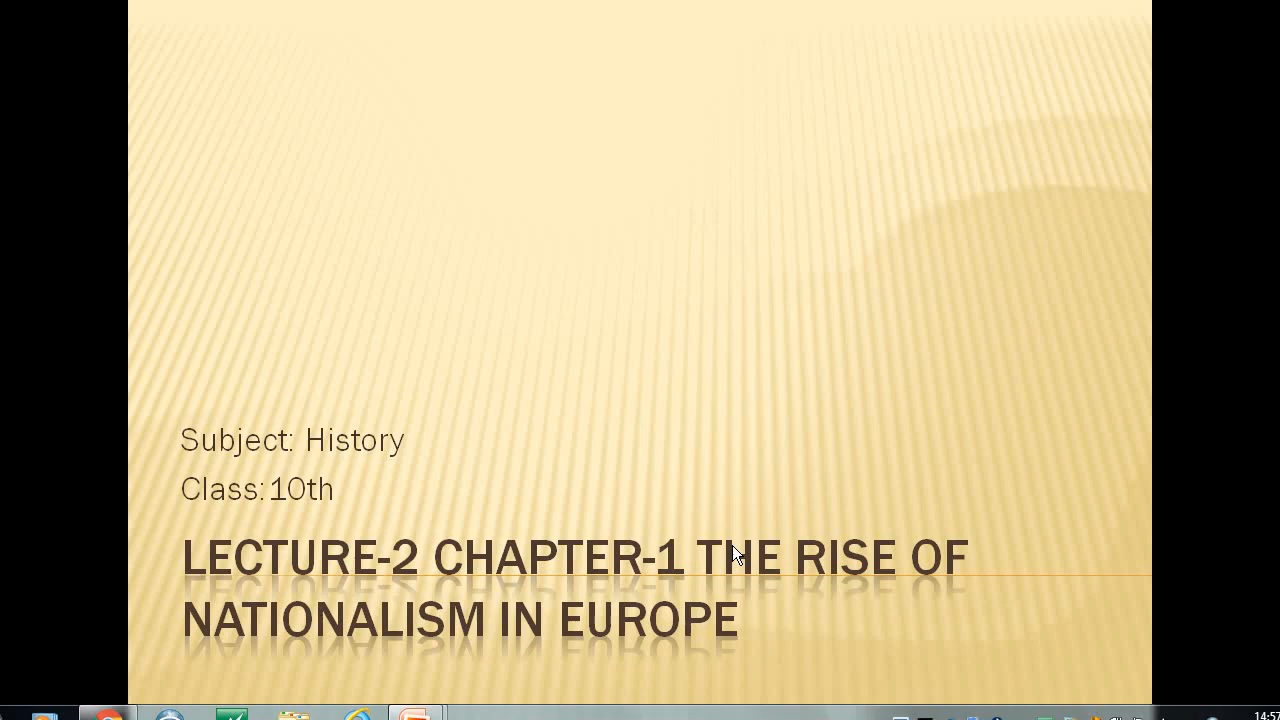 Subject: History
Class:10th
LECTURE-2 CHAPTER-1 THE RISE OF
NATIONALISM IN EUROPE